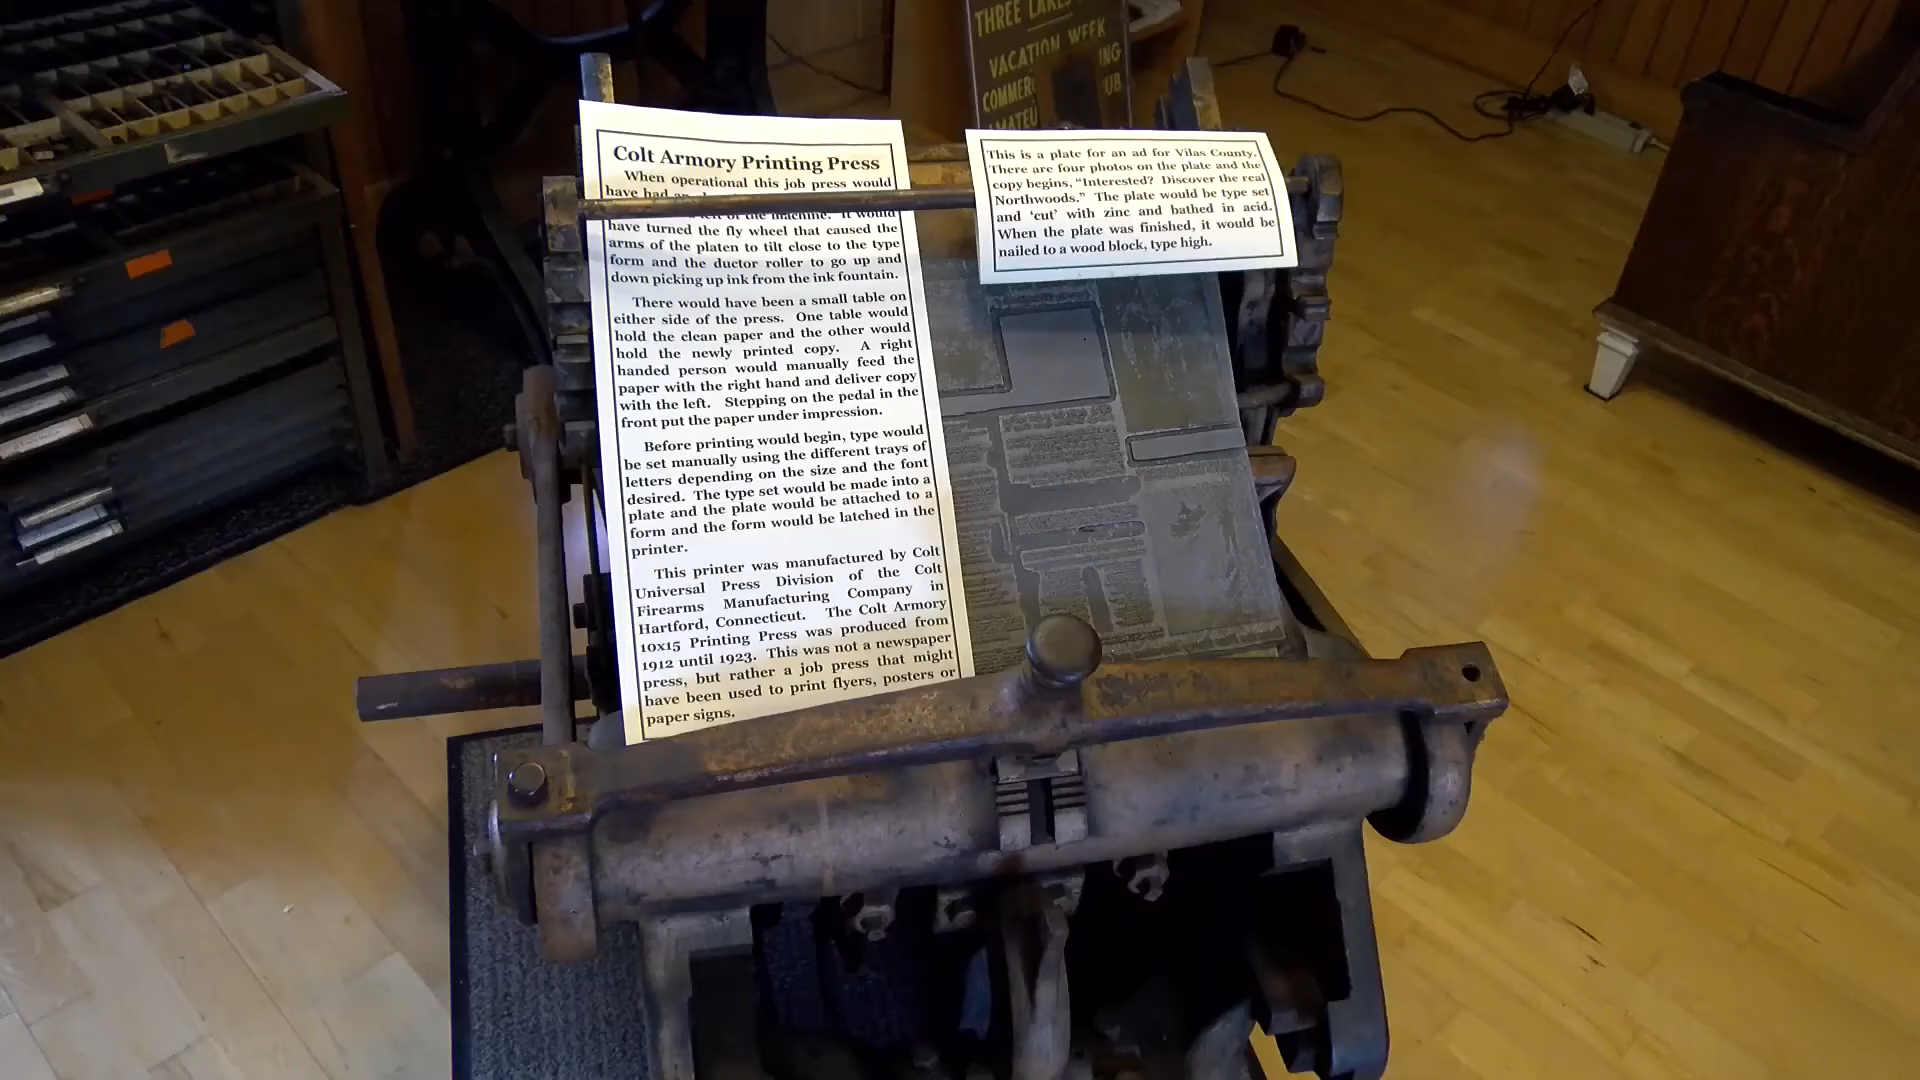 THREE LAKES
VACATION WEEK
COMMER ING
UB
AMATEU
Colt Armory Printing Press
When operational this job press would
have had an
left of the machine. It would
have turned the fly wheel that caused the
arms of the platen to tilt close to the type
form and the ductor roller to go up and
down picking up ink from the ink fountain.
There would have been a small table on
either side of the press. One table would
hold the clean paper and the other would
hold the newly printed copy. A right
handed person would manually feed the
paper with the right hand and deliver copy
with the left. Stepping on the pedal in the
front put the paper under impression.
Before printing would begin, type would
be set manually using the different trays of
letters depending on the size and the font
desired. The type set would be made into a
plate and the plate would be attached to a
form and the form would be latched in the
printer.
This printer was manufactured by Colt
Universal Press Division of the Colt
Firearms Manufacturing Company in
Hartford, Connecticut. The Colt Armory
10x15 Printing Press was produced from
1912 until 1923. This was not a newspaper
press, but rather a job press that might
have been used to print flyers, posters or
paper signs.
This is a plate for an ad for Vilas County.
There are four photos on the plate and the
copy begins, "Interested? Discover the real
Northwoods." The plate would be type set
and 'cut' with zinc and bathed in acid.
When the plate was finished, it would be
nailed to a wood block, type high.